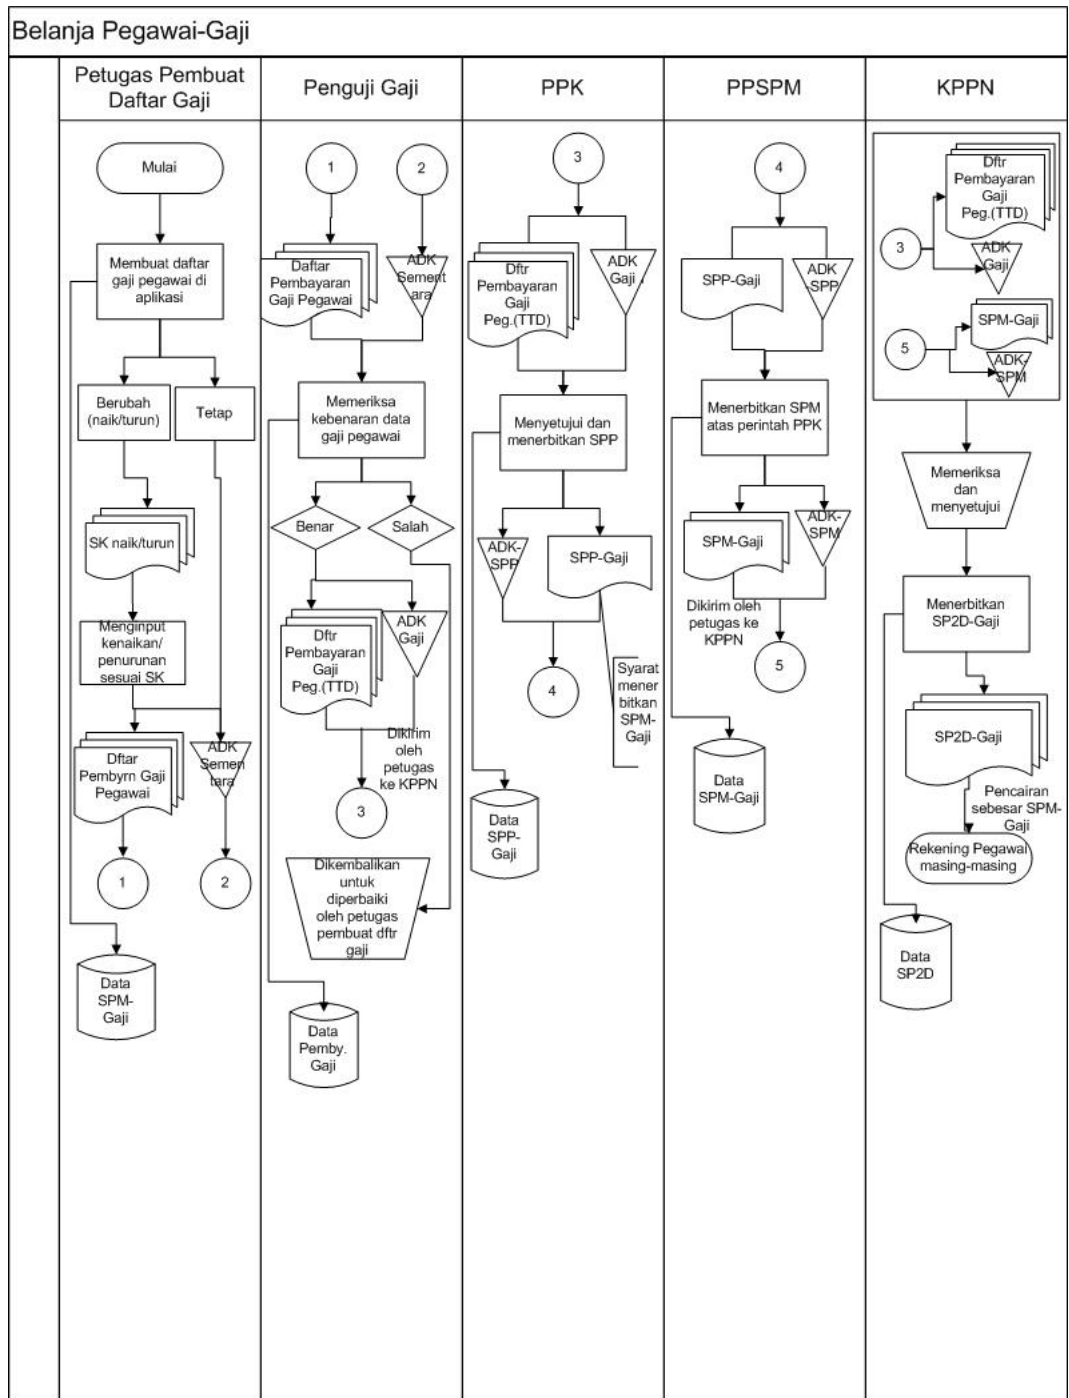 Belanja Pegawai-Gaji
Petugas Pembuat
Daftar Gaji
Penguji Gaji
PPK
PPSPM
KPPN
Mulai
Membuat daftar
gaji pegawai di
aplikasi
Berubah
(naik/turun)
Tetap
SK naik/turun
Menginput
kenaikan/
penurunan
sesuai SK
Dftar
Pembyrn Gaji
Pegawai
ADK
Semen
tara
1
2
Data
SPM-
Gaji
1
2
Daftar
Pembayaran
Gaji Pegawai
ADK
Sement
ara
Memeriksa
kebenaran data
gaji pegawai
Benar
Salah
Dftr
Pembayaran
Gaji
Peg.(TTD)
ADK
Gaji
Dikirim
oleh
petugas
ke KPPN
3
Dikembalikan
untuk
diperbaiki
oleh petugas
pembuat dftr
gaji
Data
Pemby.
Gaji
3
Dftr
Pembayaran
Gaji
Peg.(TTD)
ADK
Gaji
Menyetujui dan
menerbitkan SPP
ADK-
SPP
SPP-Gaji
4
Syarat
mener
bitkan
SPM-
Gaji
Data
SPP-
Gaji
4
SPP-Gaji
ADK
-SPP
Menerbitkan SPM
atas perintah PPK
SPM-Gaji
ADK-
SPM
Dikirim oleh
petugas ke
KPPN
5
Data
SPM-Gaji
Dftr
Pembayaran
Gaji
Peg.(TTD)
3
ADK
Gaji
SPM-Gaji
5
ADK-
SPM
Memeriksa
dan
menyetujui
Menerbitkan
SP2D-Gaji
SP2D-Gaji
Pencairan
sebesar SPM-
Gaji
Rekening Pegawai
masing-masing
Data
SP2D